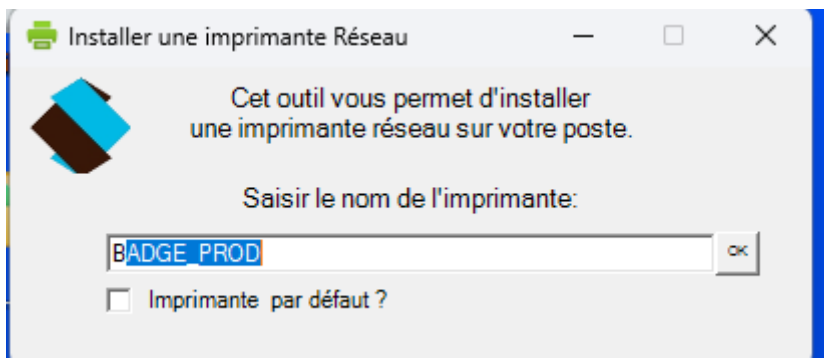 Installer une imprimante Réseau
Cet outil vous permet d'installer
une imprimante réseau sur votre poste.
Saisir le nom de l'imprimante:
BADGE_PROD OK
Imprimante par défaut ?